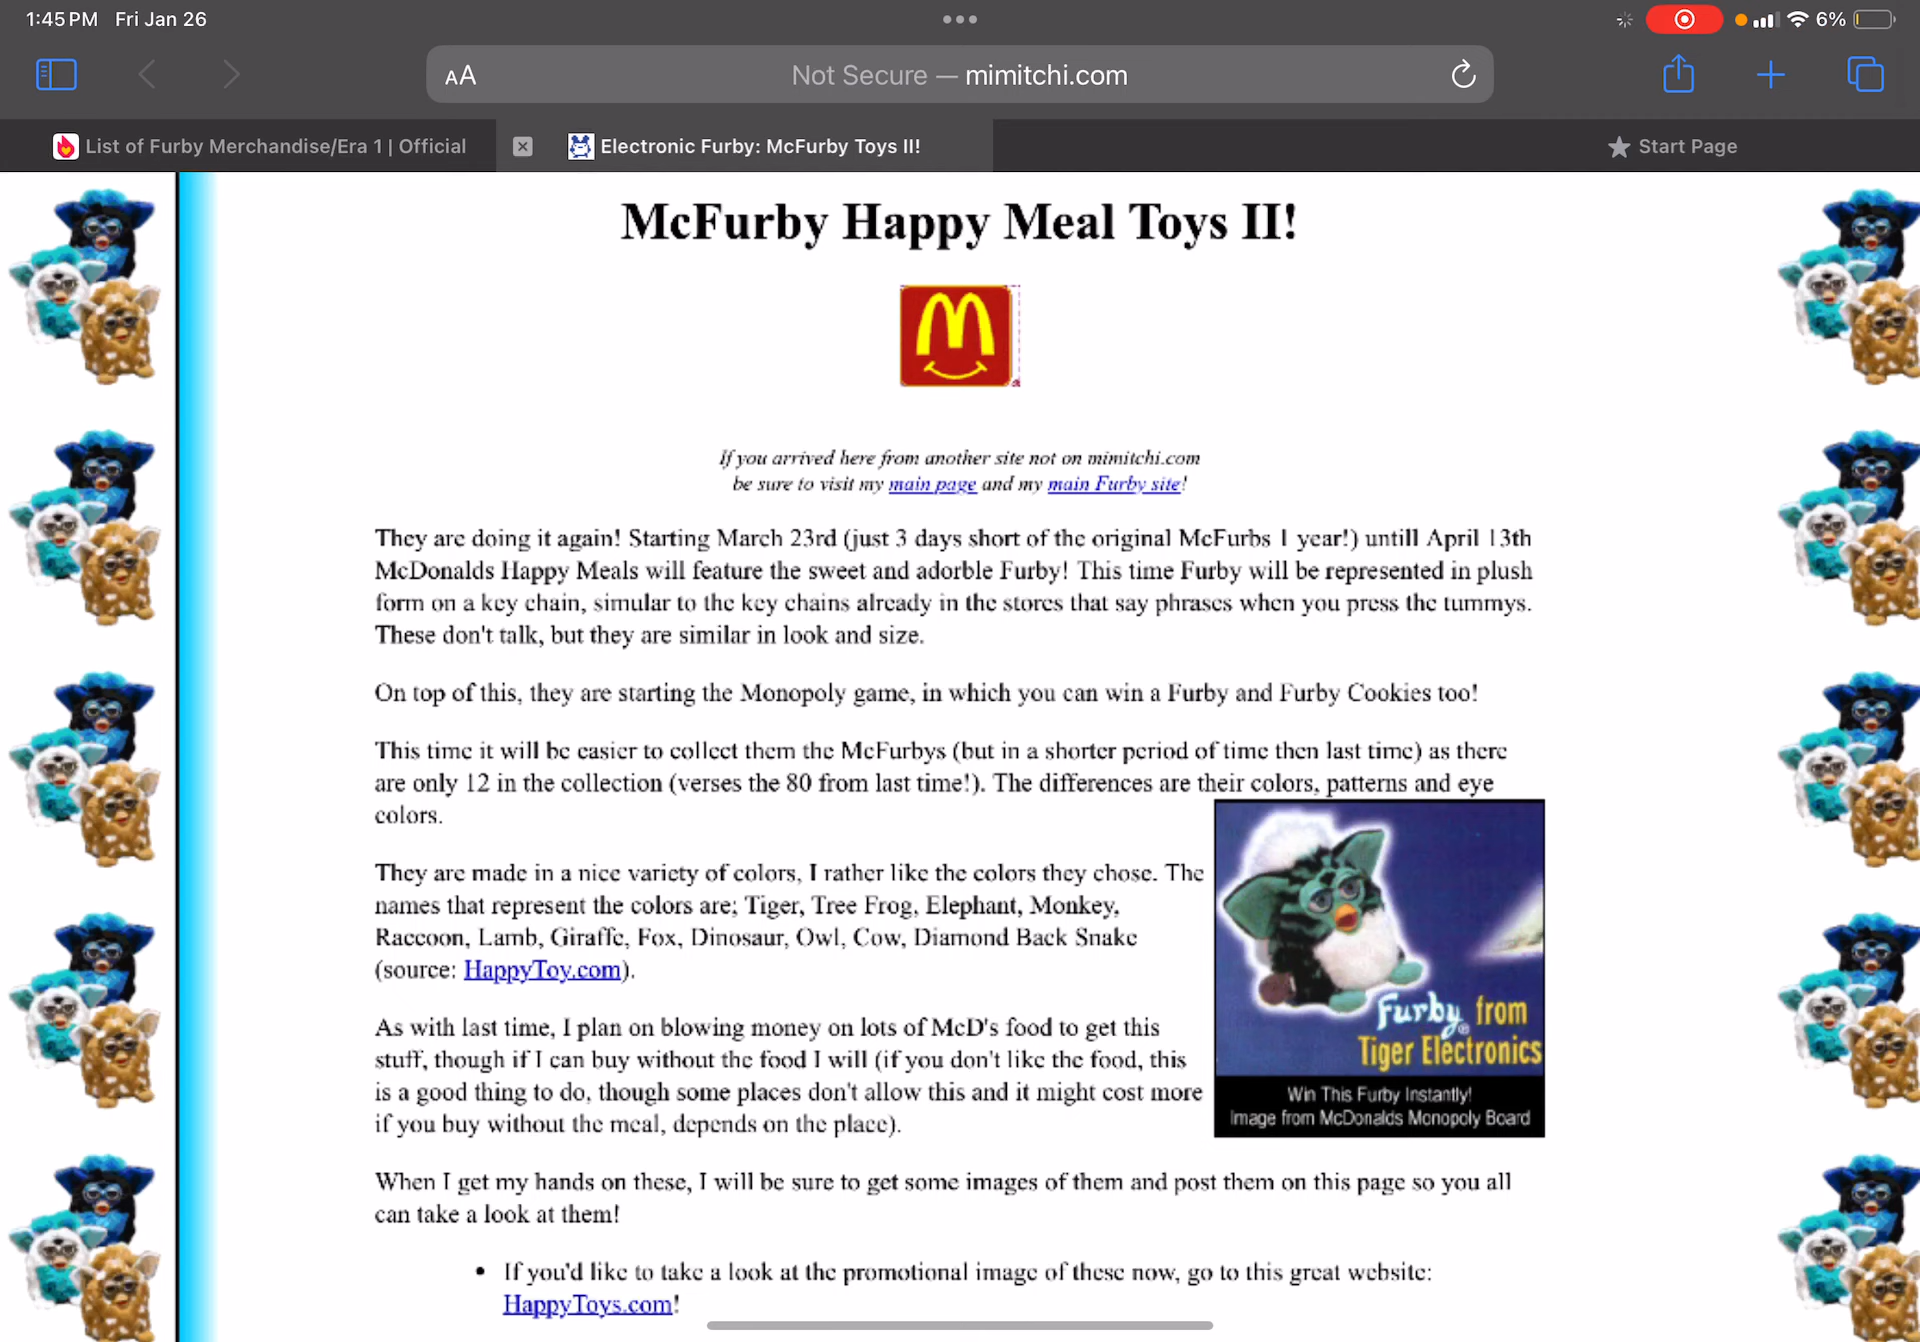 1:45 PM Fri Jan 26
6%
AA
Not Secure — mimitchi.com
List of Furby Merchandise/Era 1 | Official
Electronic Furby: McFurby Toys II!
Start Page
McFurby Happy Meal Toys II!
If you arrived here from another site not on mimitchi.com
be sure to visit my main page and my main Furby site!
They are doing it again! Starting March 23rd (just 3 days short of the original McFurbs 1 year!) untill April 13th
McDonalds Happy Meals will feature the sweet and adorble Furby! This time Furby will be represented in plush
form on a key chain, simular to the key chains already in the stores that say phrases when you press the tummys.
These don't talk, but they are similar in look and size.
On top of this, they are starting the Monopoly game, in which you can win a Furby and Furby Cookies too!
This time it will be easier to collect them the McFurbys (but in a shorter period of time then last time) as there
are only 12 in the collection (verses the 80 from last time!). The differences are their colors, patterns and eye
colors.
They are made in a nice variety of colors, I rather like the colors they chose. The
names that represent the colors are; Tiger, Tree Frog, Elephant, Monkey,
Raccoon, Lamb, Giraffe, Fox, Dinosaur, Owl, Cow, Diamond Back Snake
(source: HappyToy.com).
As with last time, I plan on blowing money on lots of McD's food to get this
stuff, though if I can buy without the food I will (if you don't like the food, this
is a good thing to do, though some places don't allow this and it might cost more
if you buy without the meal, depends on the place).
Furby® from
Tiger Electronics
Win This Furby Instantly!
Image from McDonalds Monopoly Board
When I get my hands on these, I will be sure to get some images of them and post them on this page so you all
can take a look at them!
• If you'd like to take a look at the promotional image of these now, go to this great website:
HappyToys.com!